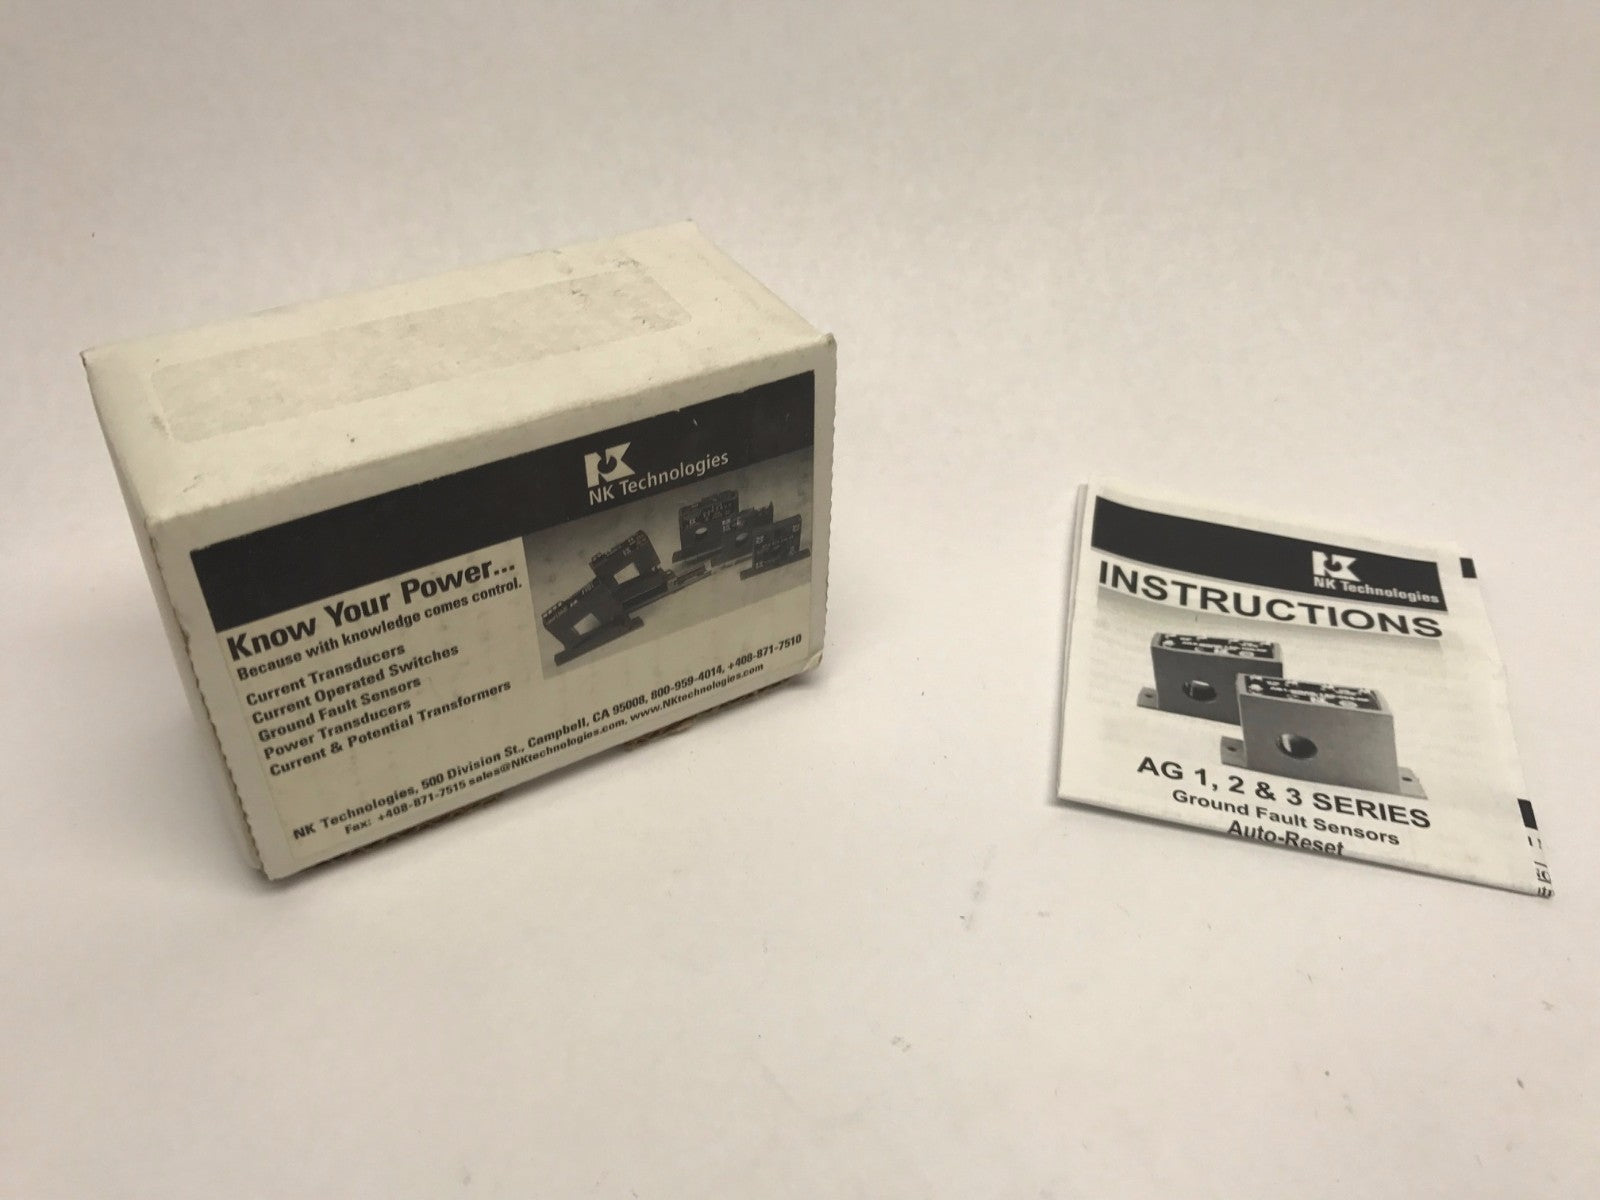 NK Technologies
Know Your Power...
Because with knowledge comes control.
Current Transducers
Current Operated Switches
Ground Fault Sensors
Power Transducers
Current & Potential Transformers
NK Technologies, 500 Division St., Campbell, CA 95008, 800-959-4014, +408-871-7510
Fax: +408-871-7515 sales@NKtechnologies.com, www.NKtechnologies.com
NK Technologies
INSTRUCTIONS
AG 1, 2 & 3 SERIES
Ground Fault Sensors
Auto-Reset